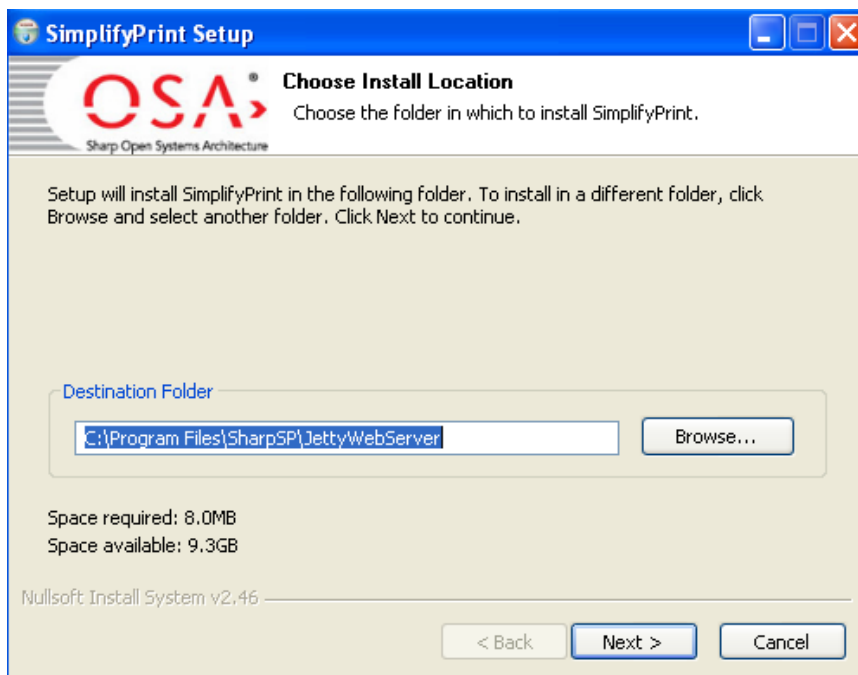 SimplifyPrint Setup
OSA®
Sharp Open Systems Architecture
Choose Install Location
Choose the folder in which to install SimplifyPrint.
Setup will install SimplifyPrint in the following folder. To install in a different folder, click
Browse and select another folder. Click Next to continue.
Destination Folder
C:\Program Files\SharpSP\JettyWebServer
Browse...
Space required: 8.0MB
Space available: 9.3GB
Nullsoft Install System v2.46
< Back
Next >
Cancel